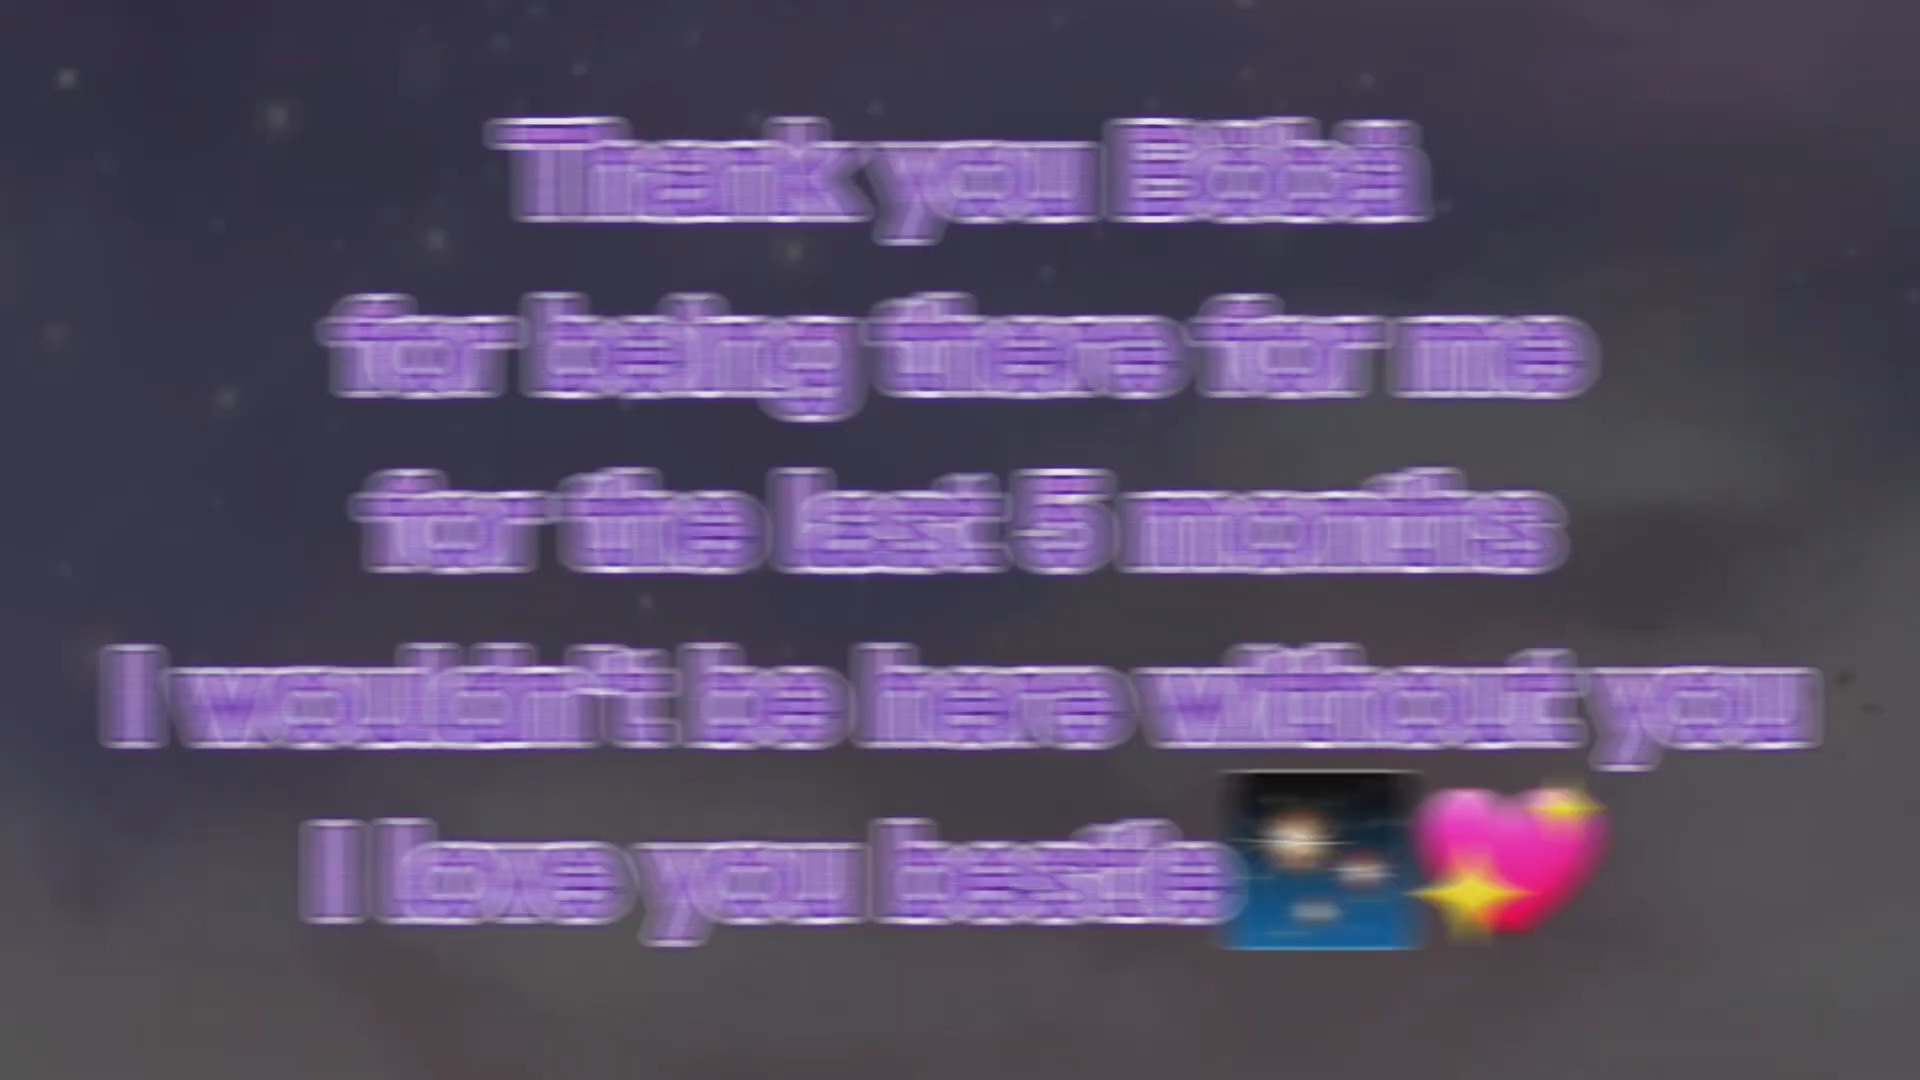 Thank you Boba
for being there for me
for the last 5 months
I wouldn't be here without you
I love you bestie🌌💖